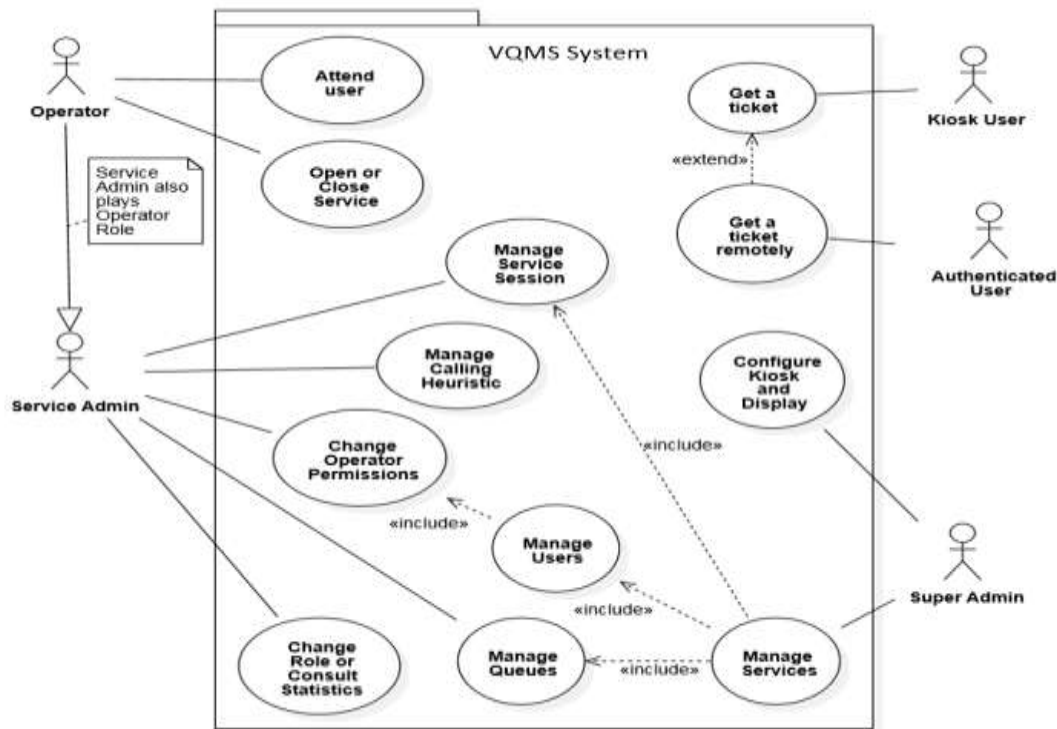 VQMS System
Operator
Service
Admin also
plays
Operator
Role
Service Admin
Attend
user
Open or
Close
Service
Manage
Service
Session
Manage
Calling
Heuristic
Change
Operator
Permissions
«include»
Manage
Users
«include»
Change
Role or
Consult
Statistics
Manage
Queues
«include»
Manage
Services
«include»
Get a
ticket
«extend»
Get a
ticket
remotely
Configure
Kiosk
and
Display
Kiosk User
Authenticated
User
Super Admin